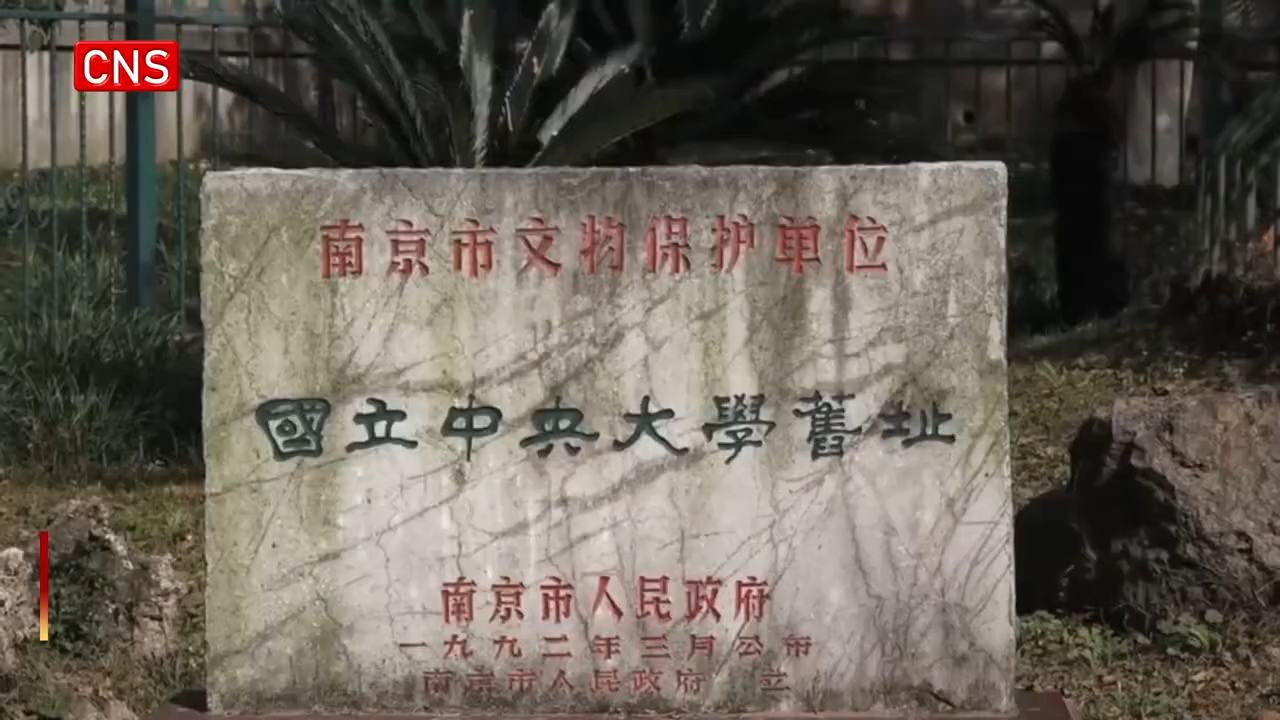 CNS
南京市文物保护单位
國立中央大學舊址
南京市人民政府
一九九二年三月公布
南京市人民政府 立